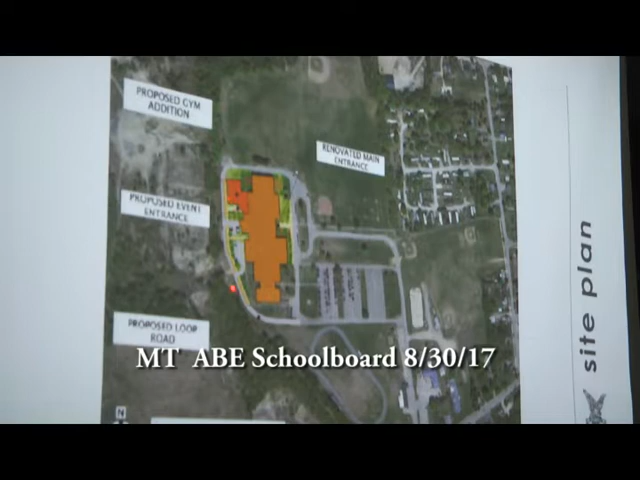 PROPOSED GYM
ADDITION
RENOVATED MAIN
ENTRANCE
PROPOSED EVENT
ENTRANCE
PROPOSED LOOP
ROAD
site plan
MT ABE Schoolboard 8/30/17
N